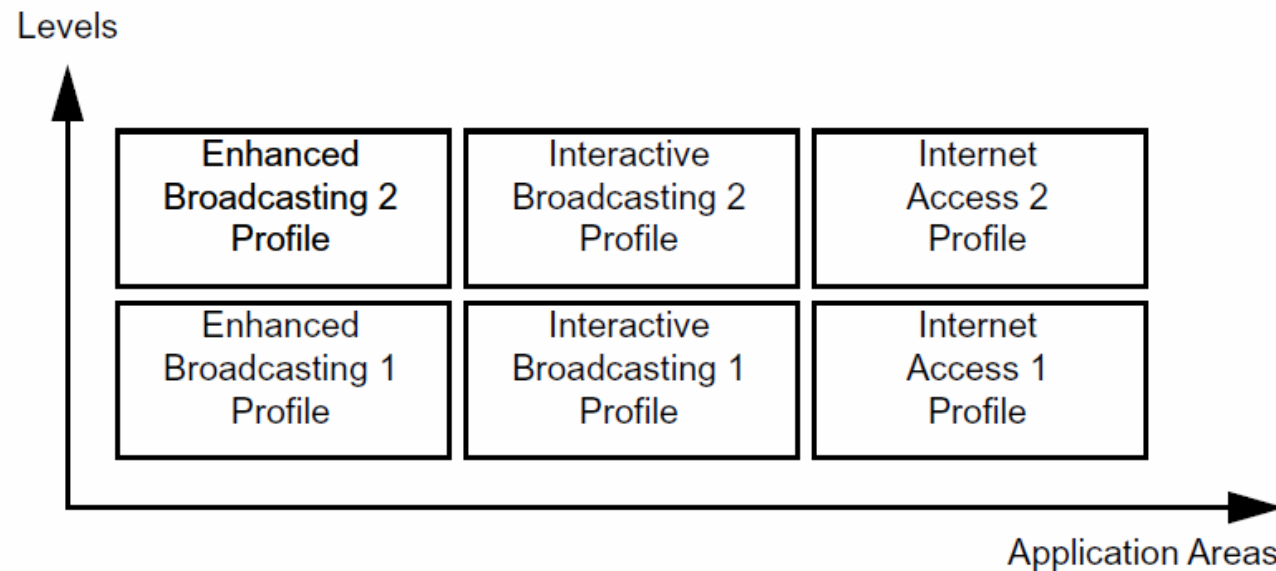 Levels
Enhanced
Broadcasting 2
Profile
Interactive
Broadcasting 2
Profile
Internet
Access 2
Profile
Enhanced
Broadcasting 1
Profile
Interactive
Broadcasting 1
Profile
Internet
Access 1
Profile
Application Areas